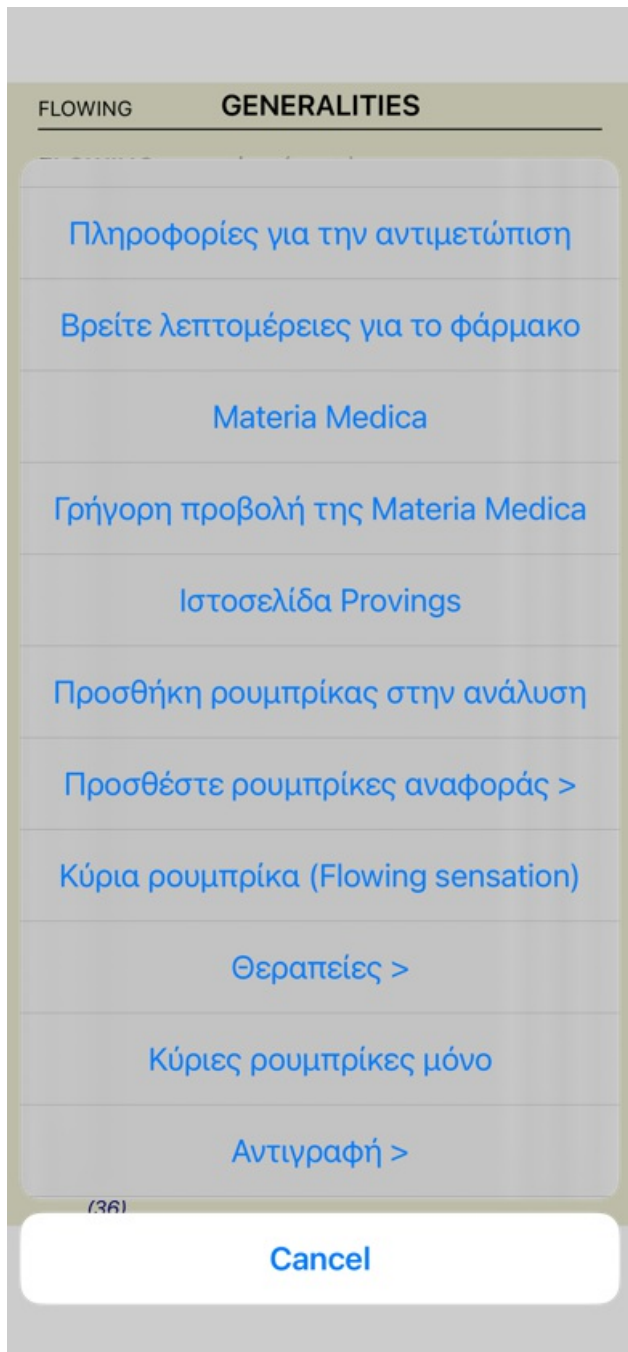 FLOWING GENERALITIES
Πληροφορίες για την αντιμετώπιση
Βρείτε λεπτομέρειες για το φάρμακο
Materia Medica
Γρήγορη προβολή της Materia Medica
Ιστοσελίδα Provings
Προσθήκη ρουμπρίκας στην ανάλυση
Προσθέστε ρουμπρίκες αναφοράς >
Κύρια ρουμπρίκα (Flowing sensation)
Θεραπείες >
Κύριες ρουμπρίκες μόνο
Αντιγραφή >
(36)
Cancel